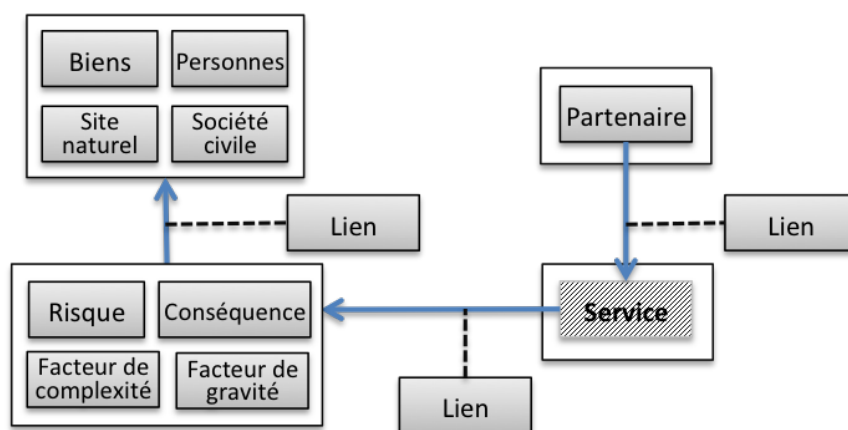 Biens
Personnes
Site
naturel
Société
civile
Partenaire
Lien
Lien
Risque
Conséquence
Facteur de
complexité
Facteur de
gravité
Service
Lien